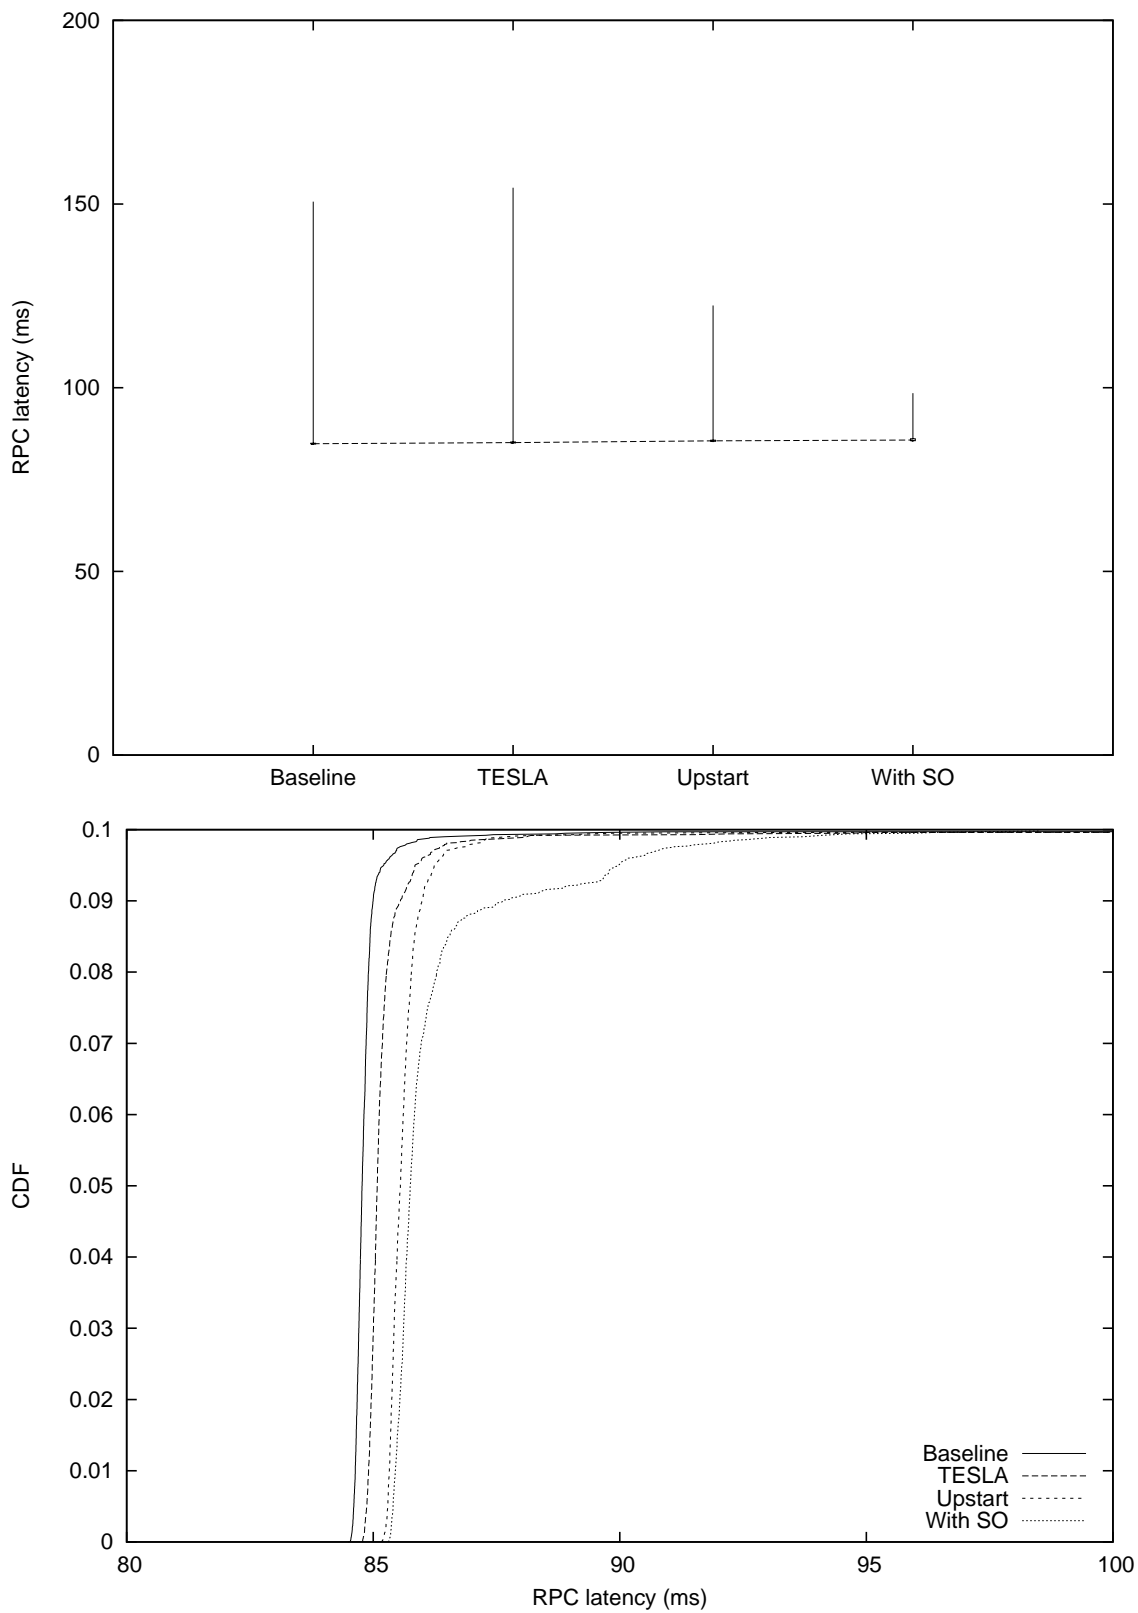 200
150
100
50
0
RPC latency (ms)
Baseline TESLA Upstart With SO
0.1
0.09
0.08
0.07
0.06
0.05
0.04
0.03
0.02
0.01
0
CDF
Baseline
TESLA
Upstart
With SO
80 85 90 95 100
RPC latency (ms)